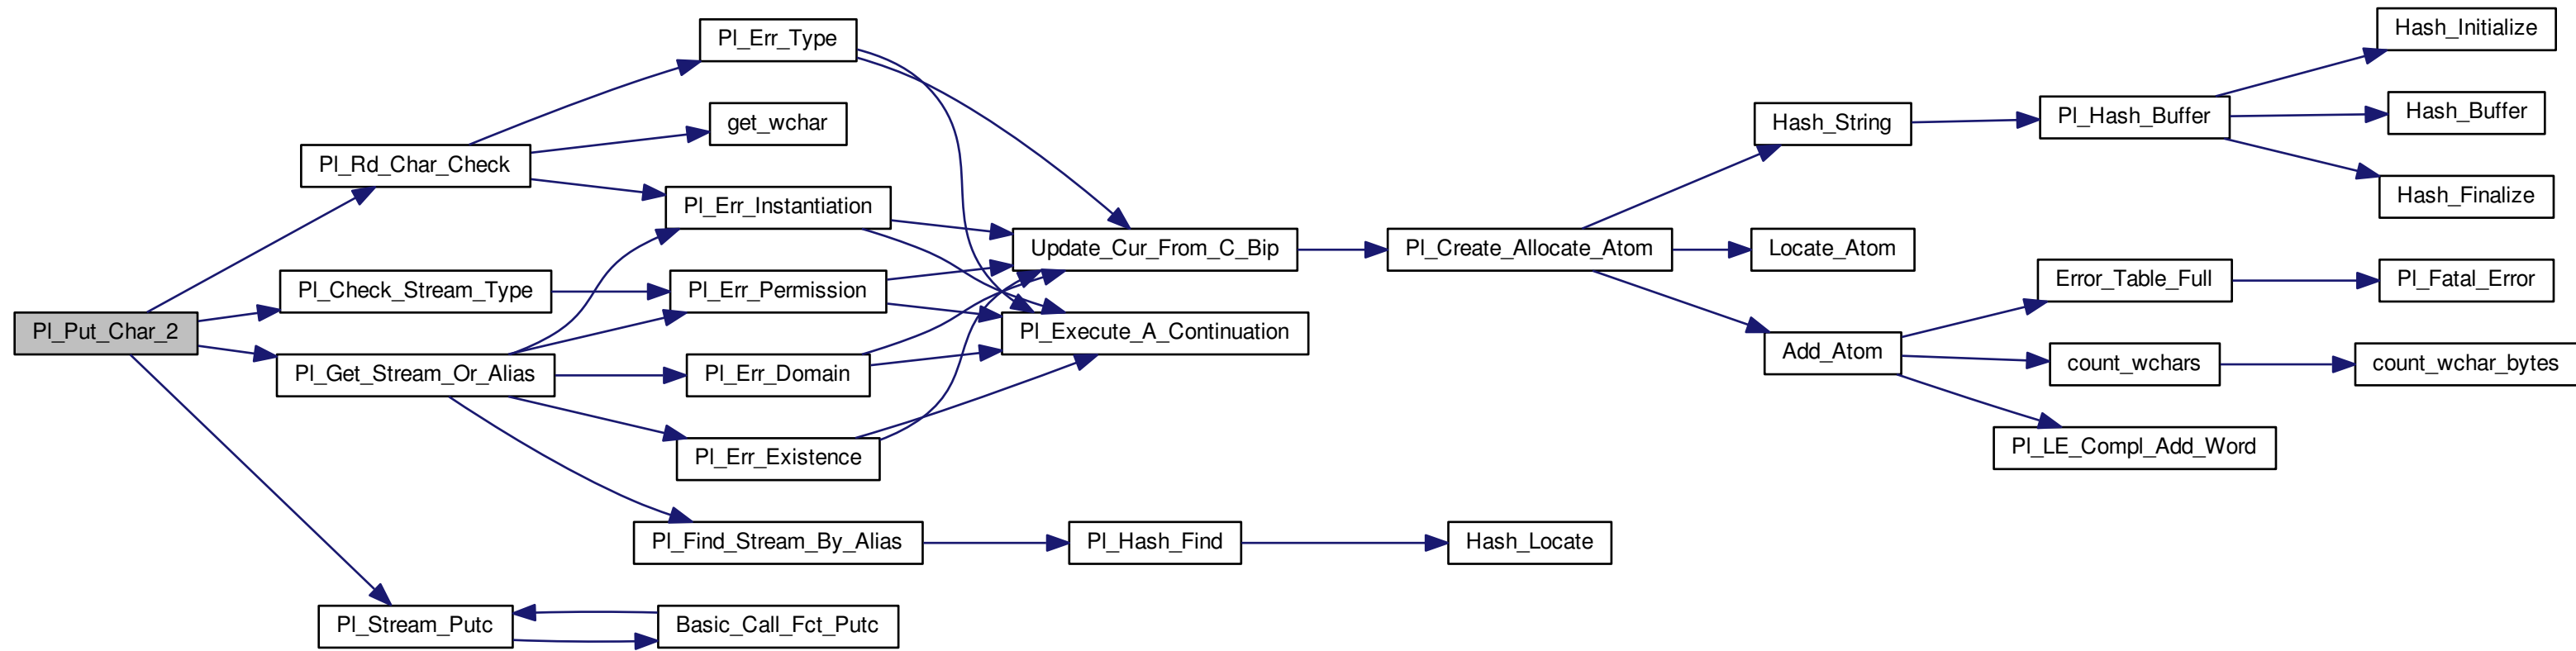 Pl_Put_Char_2
Pl_Rd_Char_Check
Pl_Check_Stream_Type
Pl_Get_Stream_Or_Alias
Pl_Stream_Putc
Pl_Err_Type
get_wchar
Pl_Err_Instantiation
Pl_Err_Permission
Pl_Err_Domain
Pl_Err_Existence
Pl_Find_Stream_By_Alias
Basic_Call_Fct_Putc
Update_Cur_From_C_Bip
Pl_Execute_A_Continuation
Pl_Hash_Find
Pl_Create_Allocate_Atom
Hash_Locate
Hash_String
Locate_Atom
Add_Atom
Pl_Hash_Buffer
Error_Table_Full
count_wchars
Pl_LE_Compl_Add_Word
Hash_Initialize
Hash_Buffer
Hash_Finalize
Pl_Fatal_Error
count_wchar_bytes